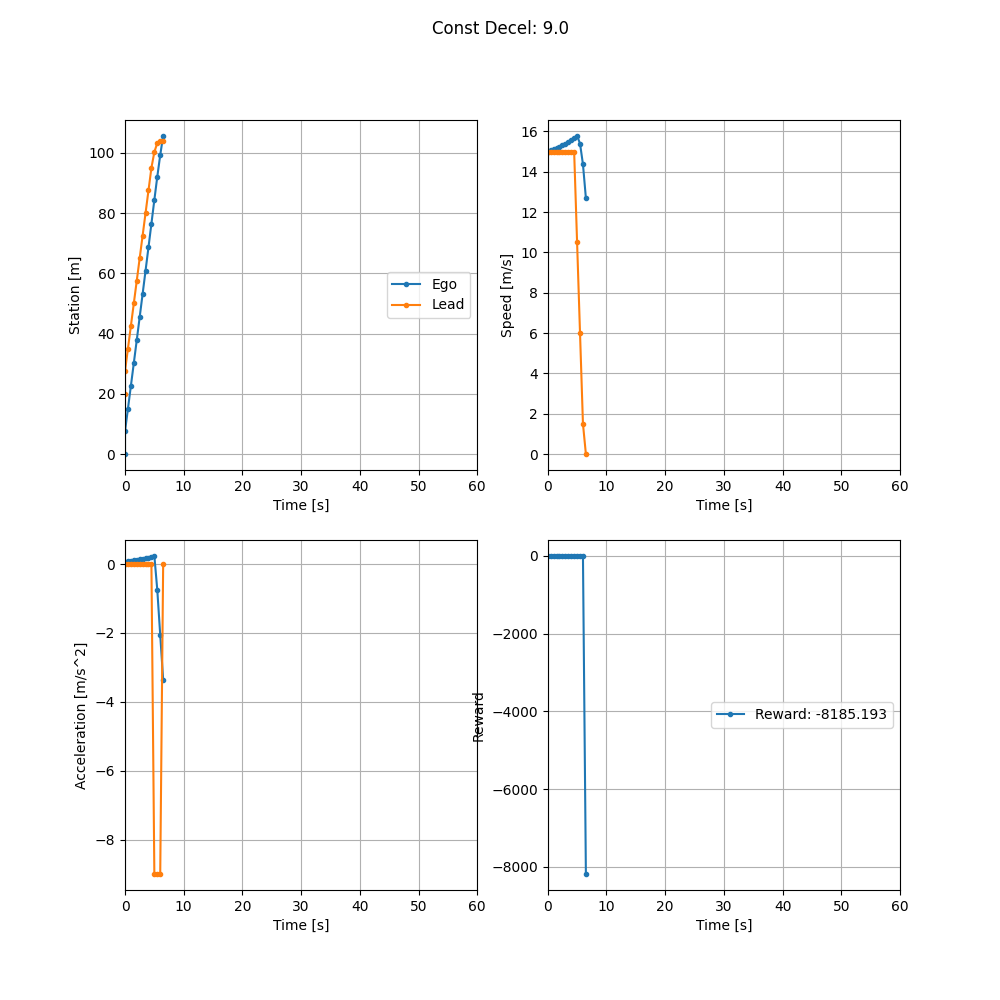 Const Decel: 9.0
Station [m]
100
80
60
40
20
0
Ego
Lead
0 10 20 30 40 50 60
Time [s]
Speed [m/s]
16
14
12
10
8
6
4
2
0
0 10 20 30 40 50 60
Time [s]
Acceleration [m/s^2]
0
−2
−4
−6
−8
0 10 20 30 40 50 60
Time [s]
Reward
0
−2000
−4000
−6000
−8000
Reward: -8185.193
0 10 20 30 40 50 60
Time [s]